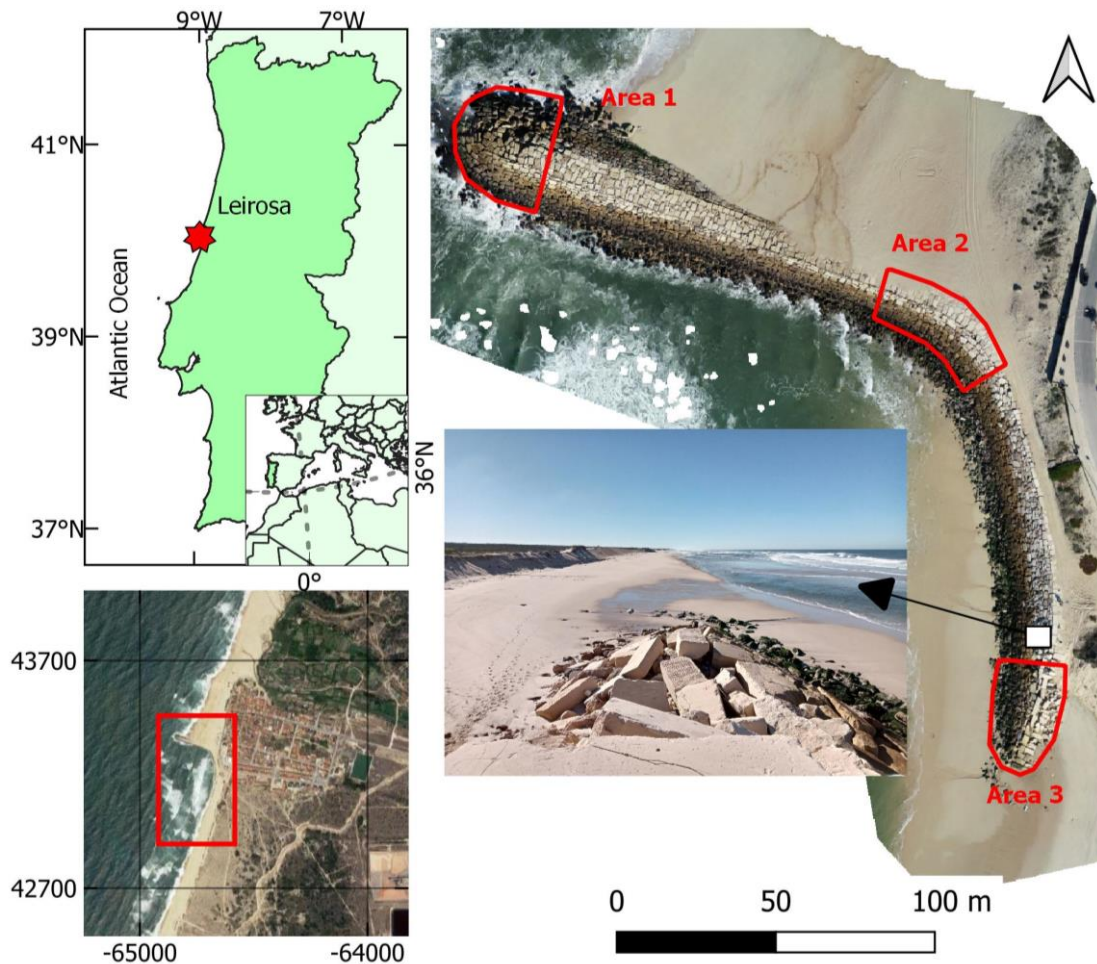 9°W
7°W
41°N
Leirosa
Atlantic Ocean
39°N
37°N
36°N
0°
43700
42700
-65000
-64000
Area 1
Area 2
Area 3
0
50
100 m